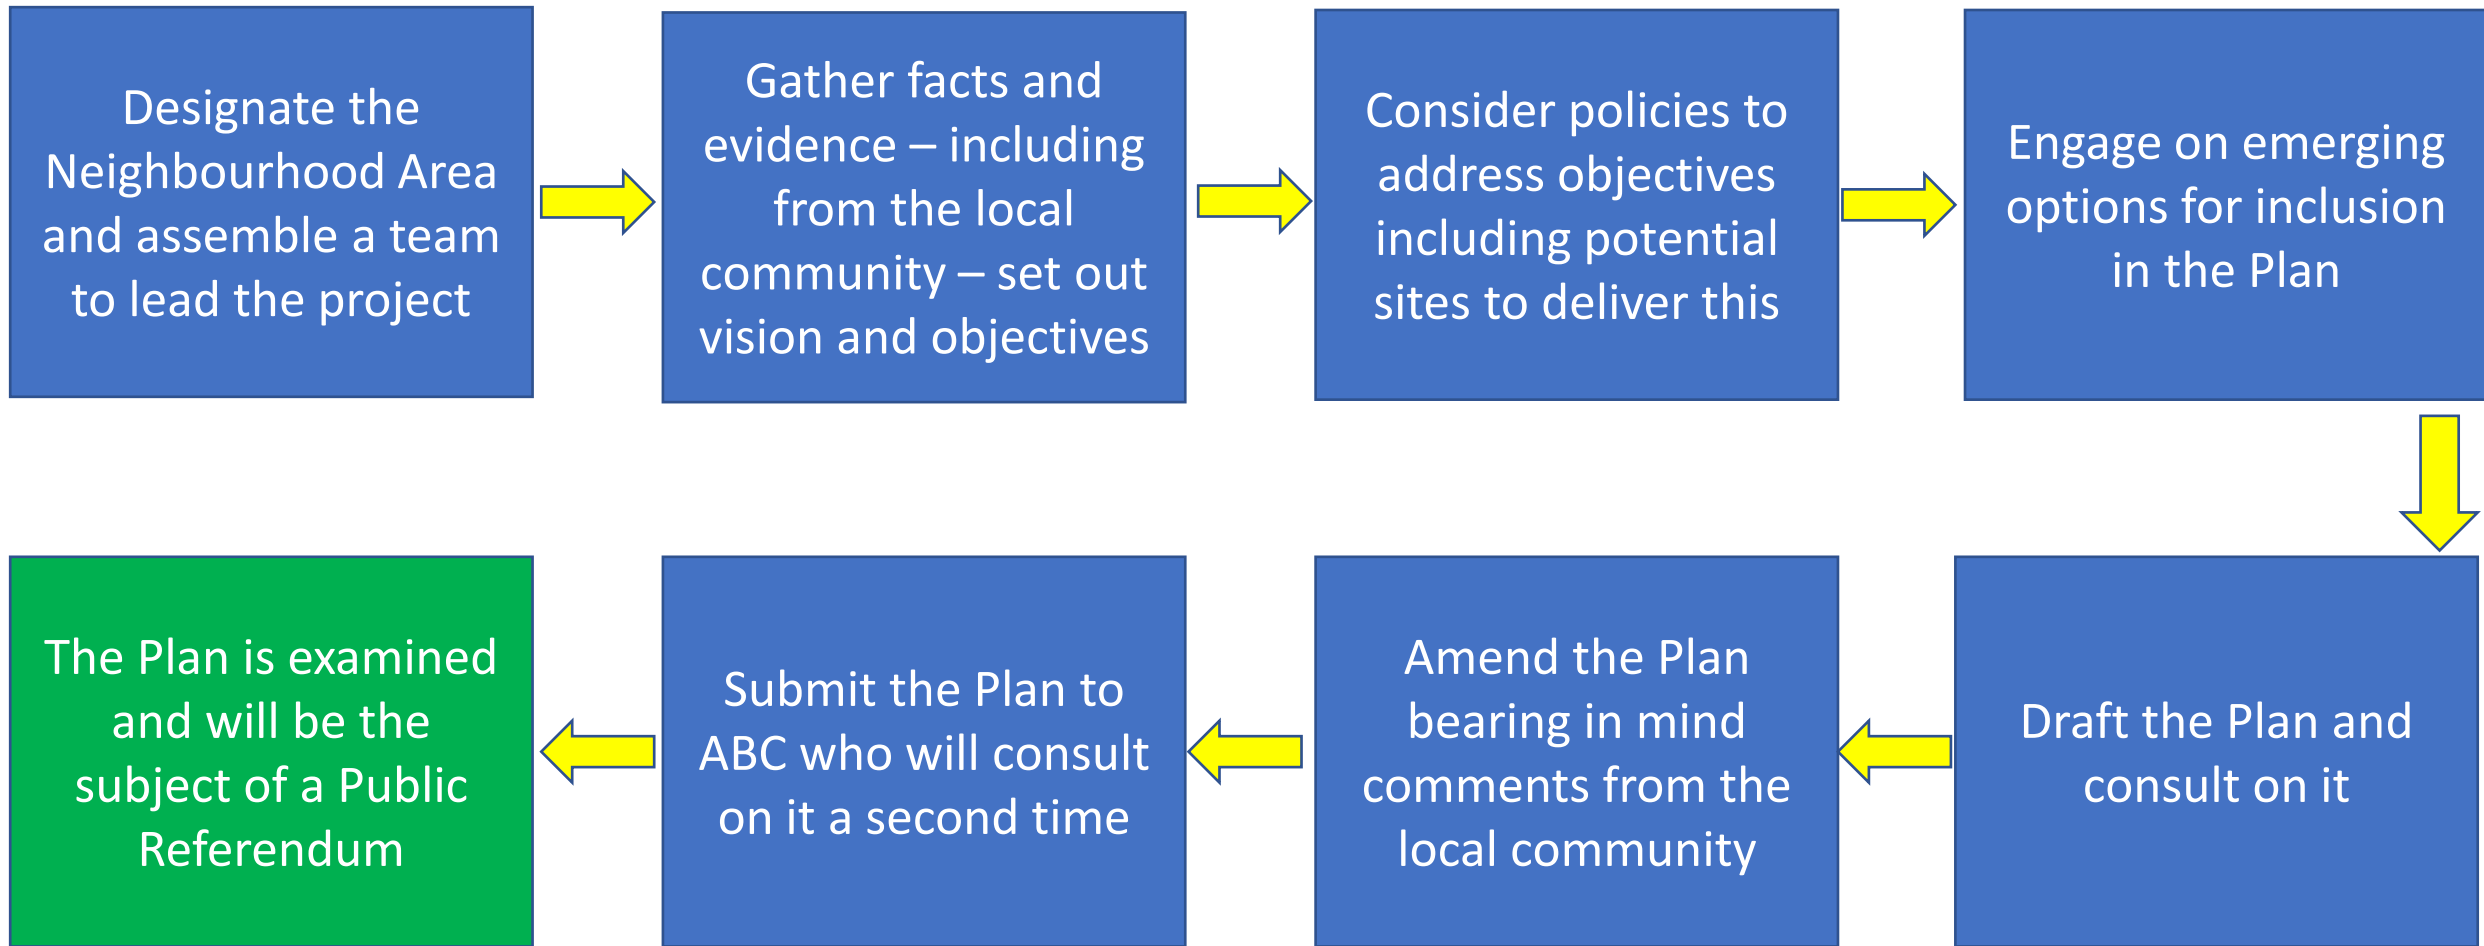 Designate the
Neighbourhood Area
and assemble a team
to lead the project
Gather facts and
evidence – including
from the local
community – set out
vision and objectives
Consider policies to
address objectives
including potential
sites to deliver this
Engage on emerging
options for inclusion
in the Plan
Draft the Plan and
consult on it
Amend the Plan
bearing in mind
comments from the
local community
Submit the Plan to
ABC who will consult
on it a second time
The Plan is examined
and will be the
subject of a Public
Referendum